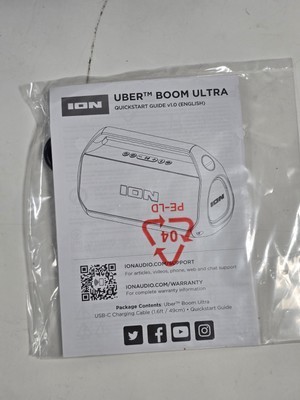 ION
UBER™ BOOM ULTRA
QUICKSTART GUIDE v1.0 (ENGLISH)
ION
ION
PE-LD
04
IONAUDIO.COM/SUPPORT
For articles, videos, phone, web and chat support
IONAUDIO.COM/WARRANTY
For complete warranty information
Package Contents: Uber™ Boom Ultra
USB-C Charging Cable (1.6ft / 49cm) • Quickstart Guide